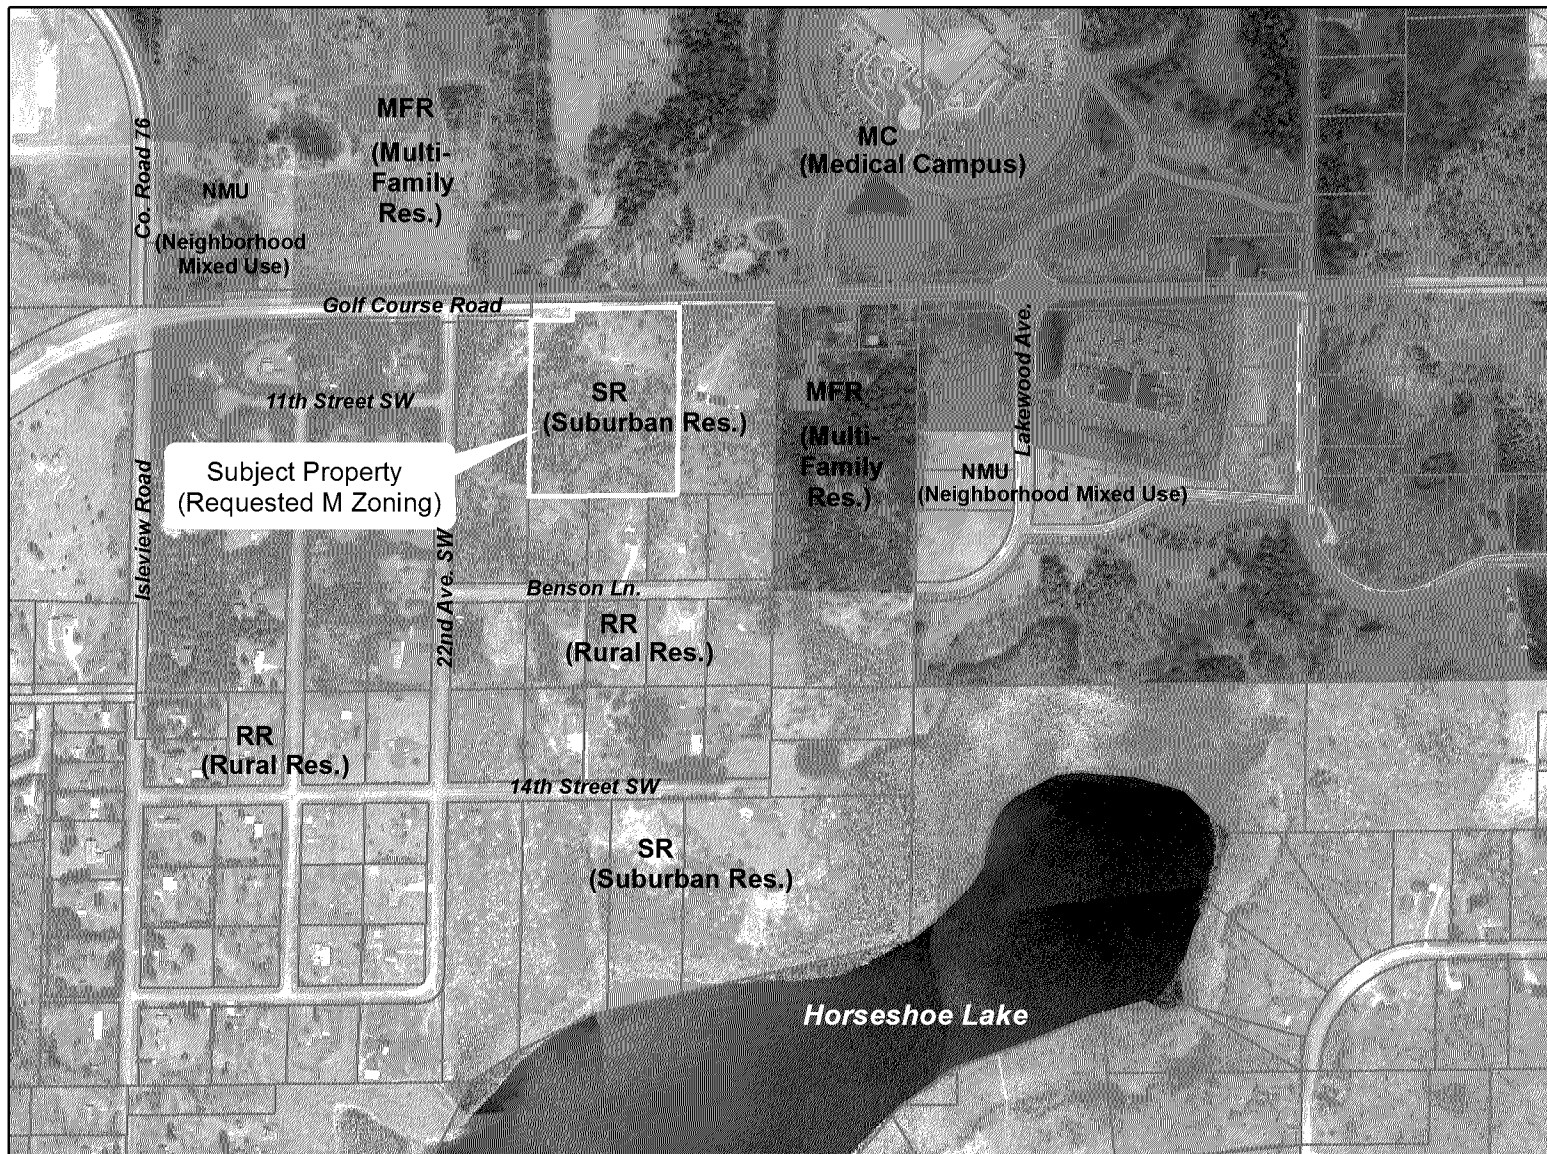 MFR
(Multi-
Family
Res.)
MC
(Medical Campus)
Co. Road 76
NMU
(Neighborhood
Mixed Use)
Golf Course Road
Lakewood Ave.
SR
(Suburban Res.)
11th Street SW
MFR
(Multi-
Family
Res.)
Subject Property
(Requested M Zoning)
NMU
(Neighborhood Mixed Use)
Isleview Road
22nd Ave. SW
Benson Ln.
RR
(Rural Res.)
RR
(Rural Res.)
14th Street SW
SR
(Suburban Res.)
Horseshoe Lake